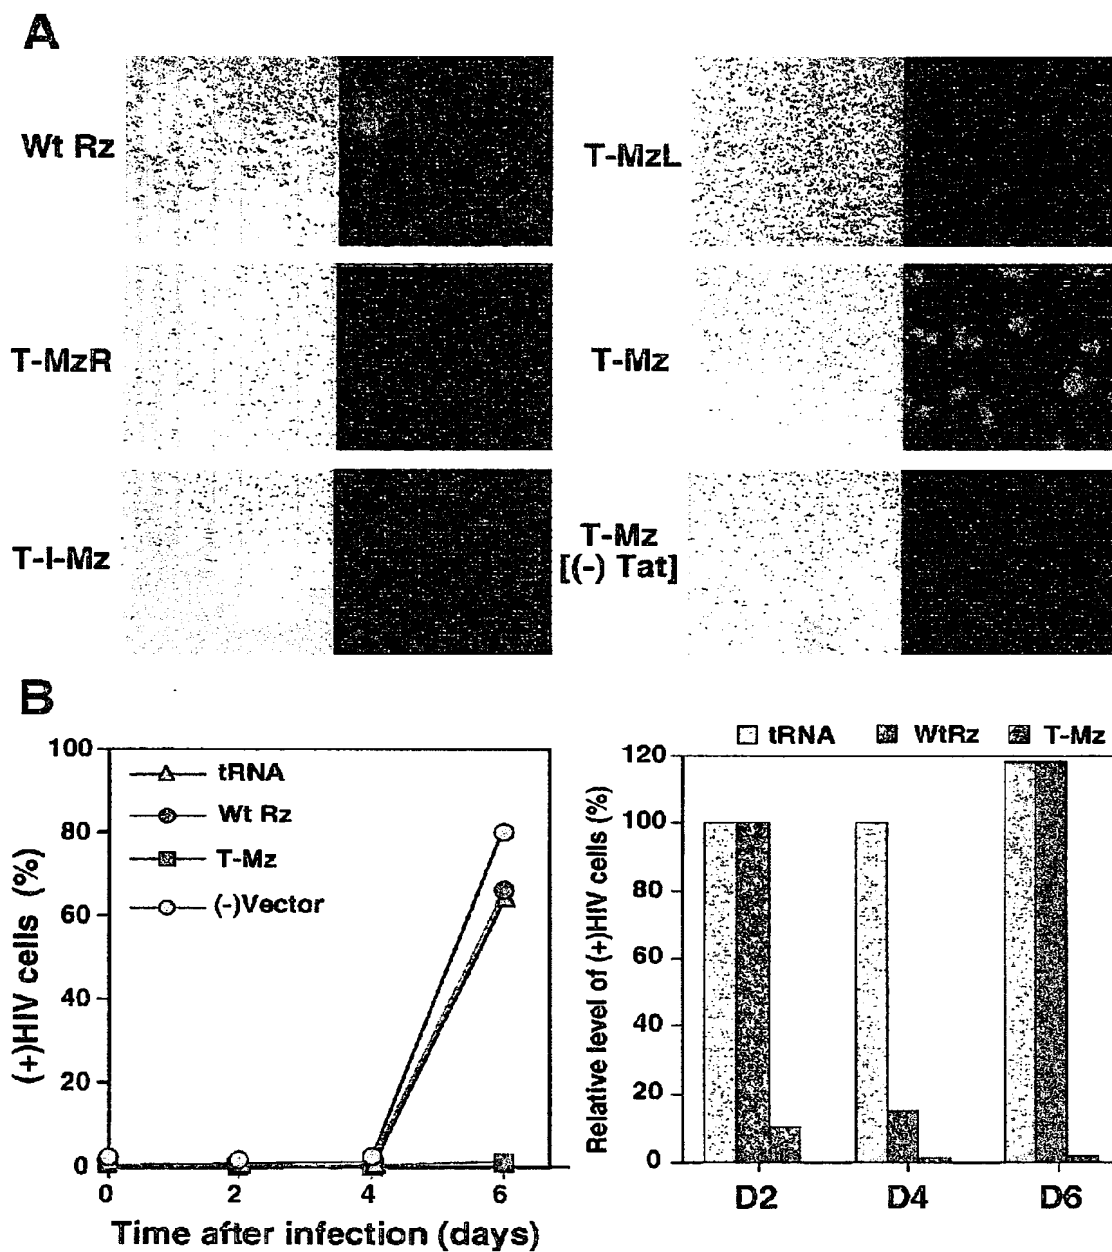 A
Wt Rz
T-MzL
T-MzR
T-Mz
T-I-Mz
T-Mz
[(-) Tat]
B
100
80
60
40
20
0
(+)HIV cells (%)
tRNA
Wt Rz
T-Mz
(-)Vector
0 2 4 6
Time after infection (days)
tRNA WtRz T-Mz
120
100
80
60
40
20
0
Relative level of (+)HIV cells (%)
D2 D4 D6